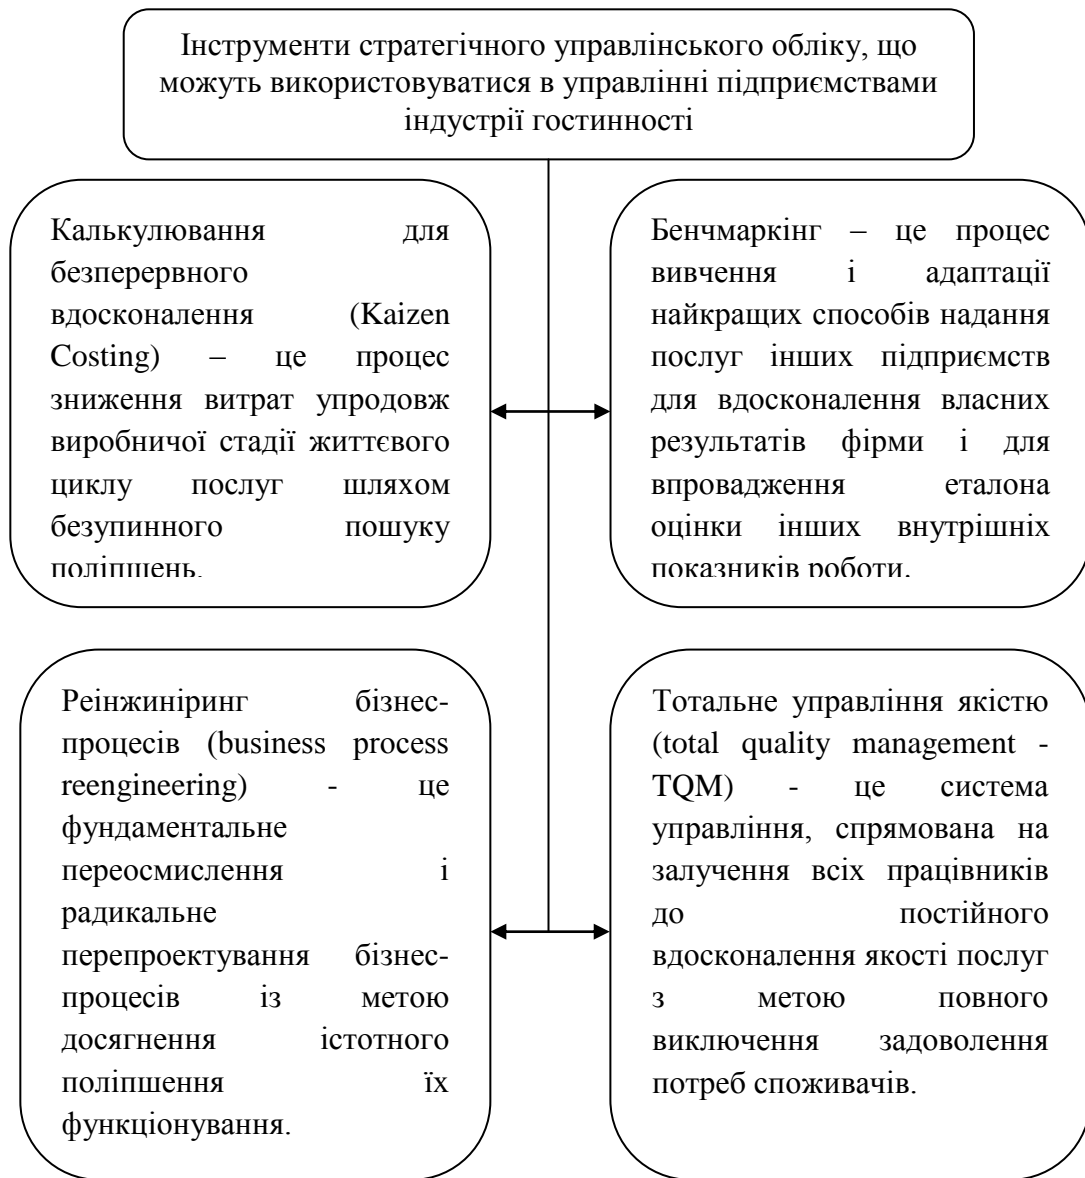 Інструменти стратегічного управлінського обліку, що
можуть використовуватися в управлінні підприємствами
індустрії гостинності
Калькулювання для
безперервного
вдосконалення (Kaizen
Costing) – це процес
зниження витрат упродовж
виробничої стадії життєвого
циклу послуг шляхом
безупинного пошуку
поліпшень.
Бенчмаркінг – це процес
вивчення і адаптації
найкращих способів надання
послуг інших підприємств
для вдосконалення власних
результатів фірми і для
впровадження еталона
оцінки інших внутрішніх
показників роботи.
Реінжиніринг бізнес-
процесів (business process
reengineering) - це
фундаментальне
переосмислення і
радикальне
перепроектування бізнес-
процесів із метою
досягнення істотного
поліпшення їх
функціонування.
Тотальне управління якістю
(total quality management -
TQM) - це система
управління, спрямована на
залучення всіх працівників
до постійного
вдосконалення якості послуг
з метою повного
виключення задоволення
потреб споживачів.